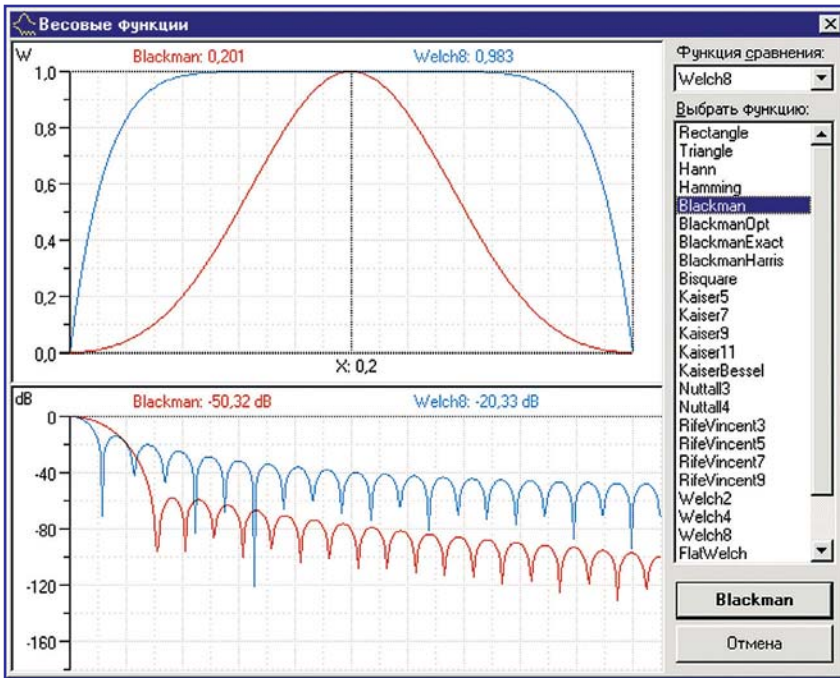 Весовые функции
W
Blackman: 0,201
Welch8: 0,983
1,0
0,8
0,6
0,4
0,2
0,0
X: 0,2
dB
Blackman: -50,32 dB
Welch8: -20,33 dB
0
-40
-80
-120
-160
Функция сравнения:
Welch8
Выбрать функцию:
Rectangle
Triangle
Hann
Hamming
Blackman
BlackmanOpt
BlackmanExact
BlackmanHarris
Bisquare
Kaiser5
Kaiser7
Kaiser9
Kaiser11
KaiserBessel
Nuttall3
Nuttall4
RifeVincent3
RifeVincent5
RifeVincent7
RifeVincent9
Welch2
Welch4
Welch8
FlatWelch
Blackman
Отмена